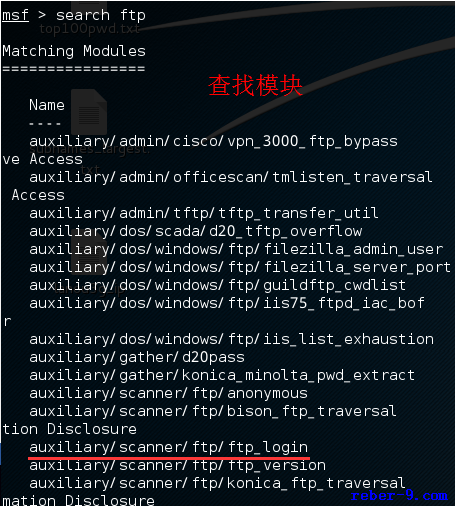 msf > search ftp
top100pwd.txt
Matching Modules
================
查找模块
Name
----
auxiliary/admin/cisco/vpn_3000_ftp_bypass
ve Access
auxiliary/admin/officescan/tmlisten_traversal
Access
auxiliary/admin/tftp/tftp_transfer_util
auxiliary/dos/scada/d20_tftp_overflow
auxiliary/dos/windows/ftp/filezilla_admin_user
auxiliary/dos/windows/ftp/filezilla_server_port
auxiliary/dos/windows/ftp/guildftp_cwdlist
auxiliary/dos/windows/ftp/iis75_ftpd_iac_bof
r
auxiliary/dos/windows/ftp/iis_list_exhaustion
auxiliary/gather/d20pass
auxiliary/gather/konica_minolta_pwd_extract
auxiliary/scanner/ftp/anonymous
auxiliary/scanner/ftp/bison_ftp_traversal
tion Disclosure
auxiliary/scanner/ftp/ftp_login
auxiliary/scanner/ftp/ftp_version
auxiliary/scanner/ftp/konica_ftp_traversal
mation Disclosure
reber-9.com